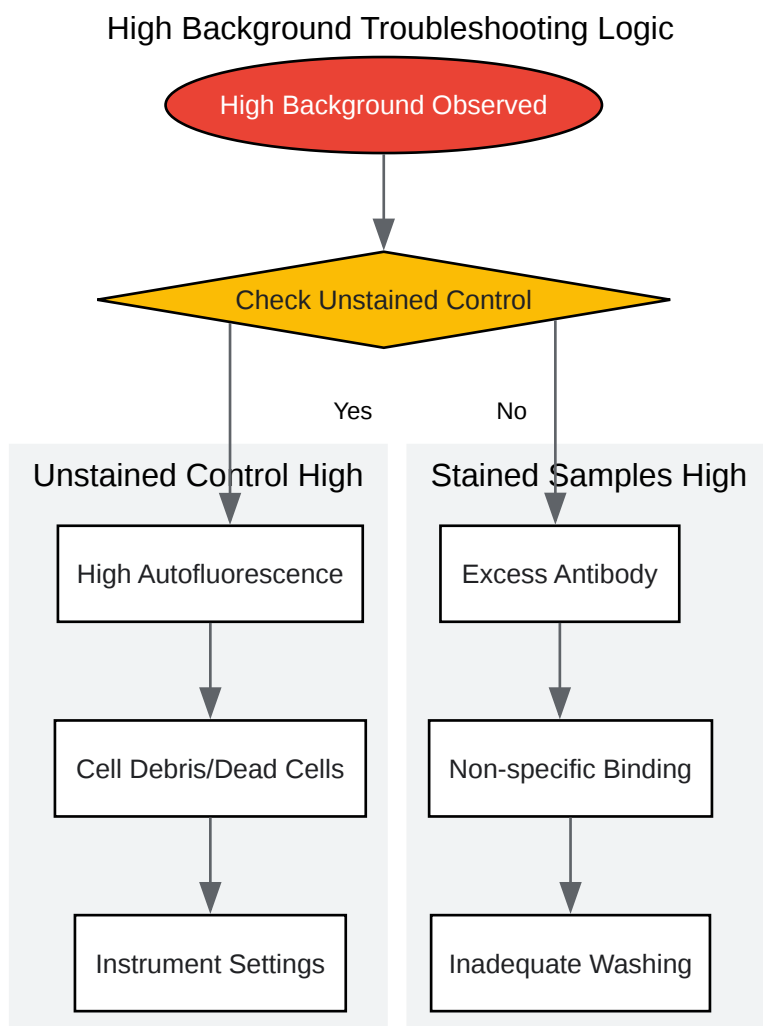 High Background Troubleshooting Logic
High Background Observed
Check Unstained Control
Yes
No
Unstained Control High
Stained Samples High
High Autofluorescence
Excess Antibody
Cell Debris/Dead Cells
Non-specific Binding
Instrument Settings
Inadequate Washing